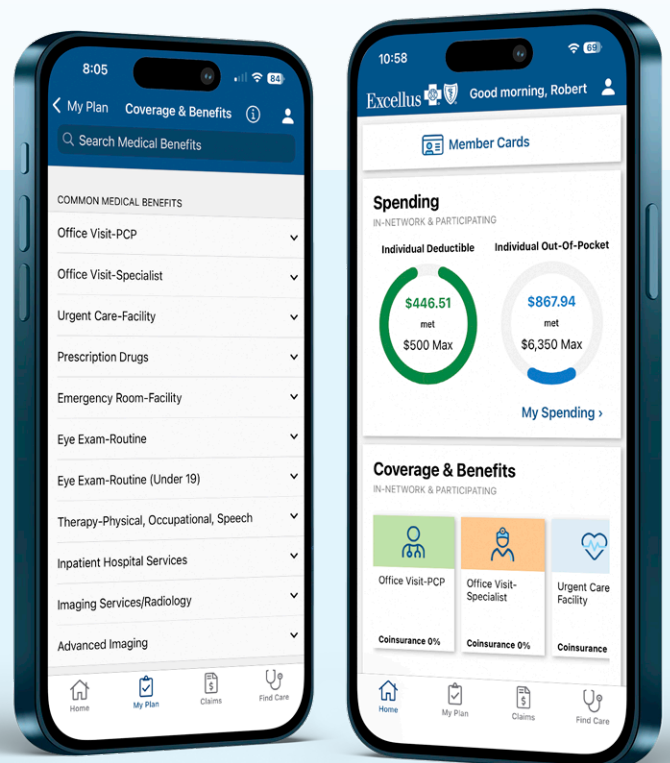 8:05
84
My Plan
Coverage & Benefits
Search Medical Benefits
COMMON MEDICAL BENEFITS
Office Visit-PCP
Office Visit-Specialist
Urgent Care-Facility
Prescription Drugs
Emergency Room-Facility
Eye Exam-Routine
Eye Exam-Routine (Under 19)
Therapy-Physical, Occupational, Speech
Inpatient Hospital Services
Imaging Services/Radiology
Advanced Imaging
Home
My Plan
Claims
Find Care
10:58
69
Excellus
Good morning, Robert
Member Cards
Spending
IN-NETWORK & PARTICIPATING
Individual Deductible
$446.51
met
$500 Max
Individual Out-Of-Pocket
$867.94
met
$6,350 Max
My Spending ›
Coverage & Benefits
IN-NETWORK & PARTICIPATING
Office Visit-PCP
Coinsurance 0%
Office Visit-
Specialist
Coinsurance 0%
Urgent Care
Facility
Coinsurance
Home
My Plan
Claims
Find Care